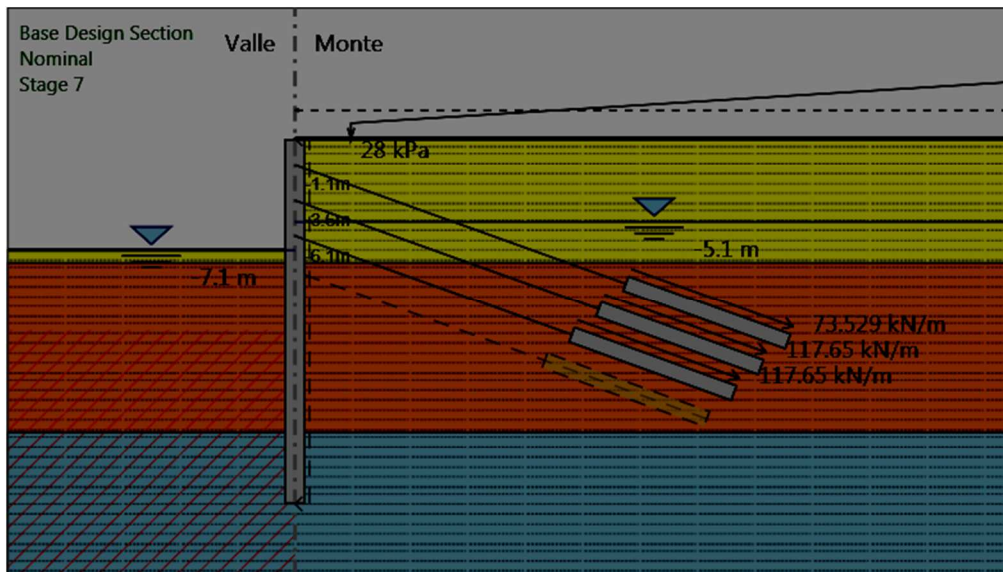 Base Design Section
Nominal
Stage 7
Valle
Monte
28 kPa
-1.1m
-3.6m
-6.1m
-5.1 m
-7.1 m
73.529 kN/m
117.65 kN/m
117.65 kN/m